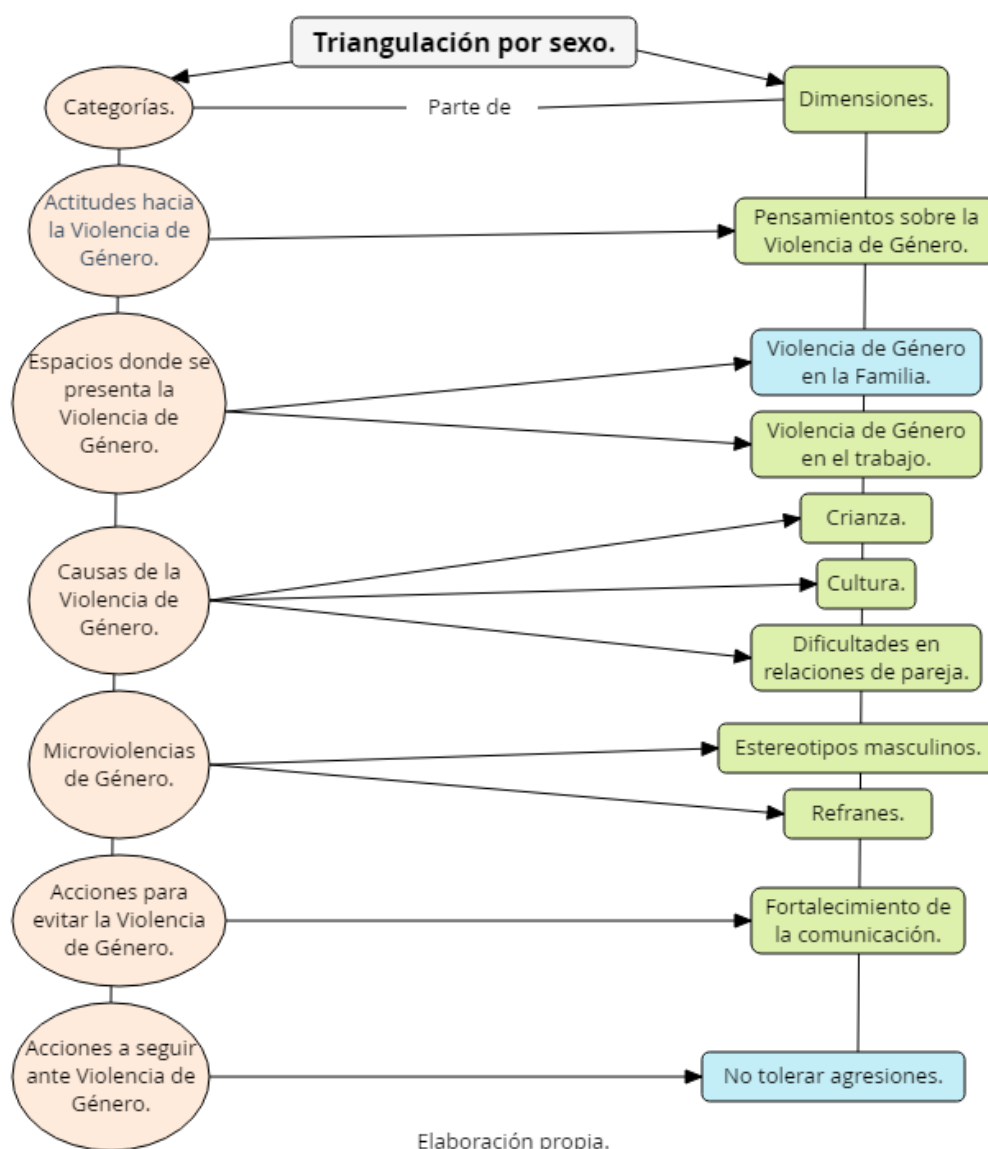 Triangulación por sexo.
Categorías.
Parte de
Dimensiones.
Actitudes hacia
la Violencia de
Género.
Pensamientos sobre la
Violencia de Género.
Espacios donde se
presenta la
Violencia de
Género.
Violencia de Género
en la Familia.
Violencia de Género
en el trabajo.
Causas de la
Violencia de
Género.
Crianza.
Cultura.
Dificultades en
relaciones de pareja.
Microviolencias
de Género.
Estereotipos masculinos.
Refranes.
Acciones para
evitar la Violencia
de Género.
Fortalecimiento de
la comunicación.
Acciones a seguir
ante Violencia de
Género.
No tolerar agresiones.
Elaboración propia.